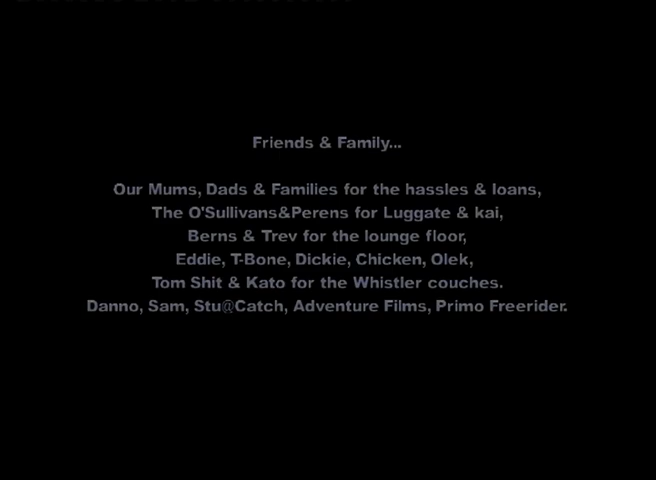 Friends & Family...
Our Mums, Dads & Families for the hassles & loans,
The O'Sullivans&Perens for Luggate & kai,
Berns & Trev for the lounge floor,
Eddie, T-Bone, Dickie, Chicken, Olek,
Tom Shit & Kato for the Whistler couches.
Danno, Sam, Stu@Catch, Adventure Films, Primo Freerider.